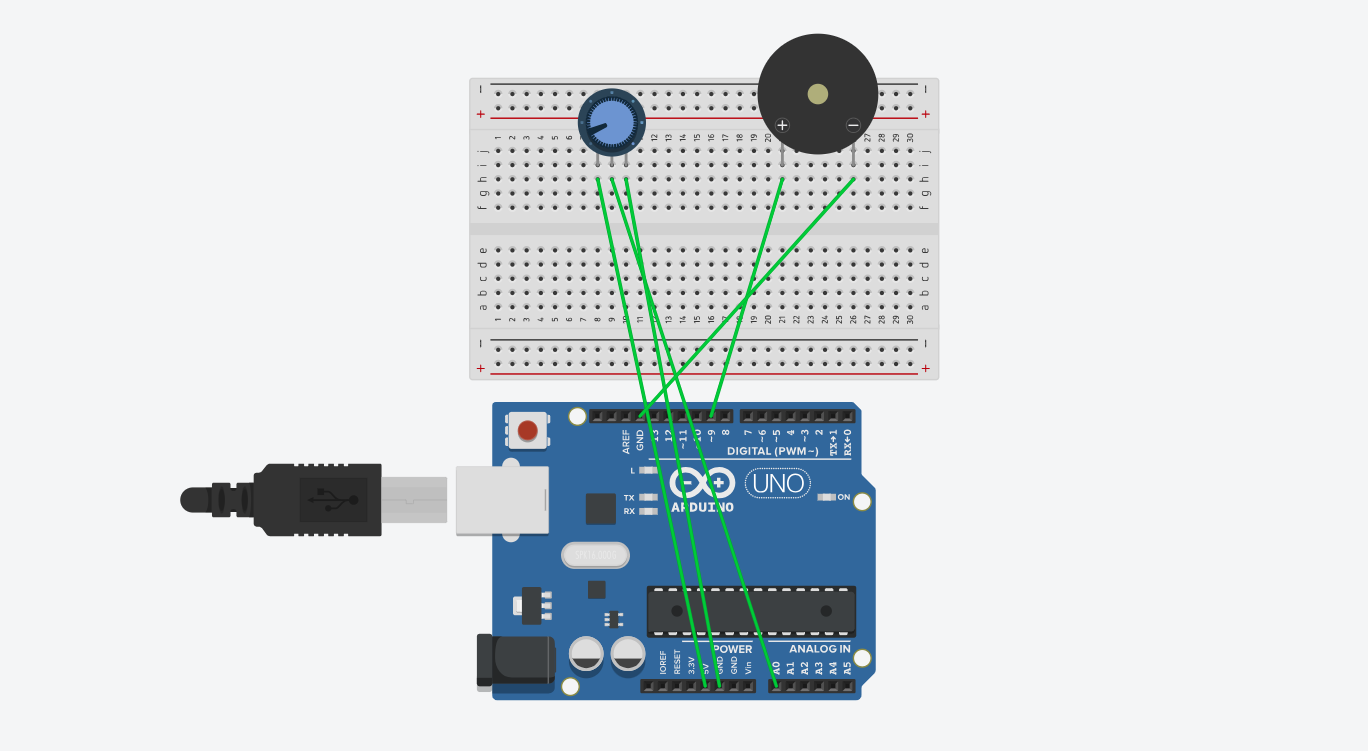 − −
+ +
1 2 3 4 5 6 12 13 14 15 16 17 18 19 20 27 28 29 30
j j
i i
h h
g g
f f
+ −
e e
d d
c c
b b
a a
1 2 3 4 5 6 7 8 9 10 11 12 13 14 15 16 17 18 19 20 21 22 23 24 25 26 27 28 29 30
− −
+ +
AREF GND 13 12 ~11 ~10 ~9 8 7 ~6 ~5 4 ~3 2 TX→1 RX←0
DIGITAL (PWM~)
L
TX
RX
ARDUINO
UNO
ON
POWER ANALOG IN
IOREF RESET 3.3V 5V GND GND Vin A0 A1 A2 A3 A4 A5